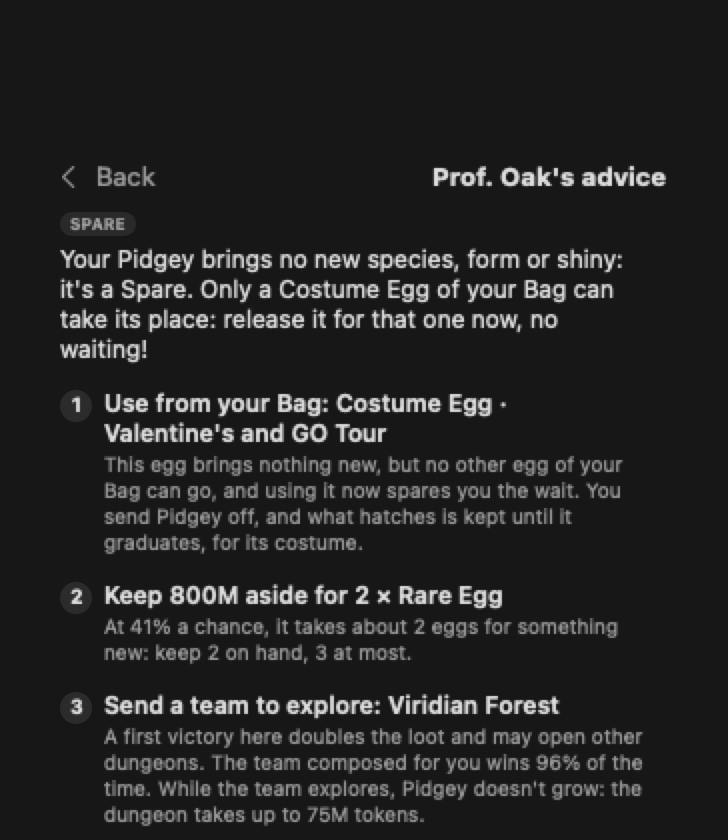 Back
Prof. Oak's advice
SPARE
Your Pidgey brings no new species, form or shiny:
it's a Spare. Only a Costume Egg of your Bag can
take its place: release it for that one now, no
waiting!
1 Use from your Bag: Costume Egg ·
Valentine's and GO Tour
This egg brings nothing new, but no other egg of your
Bag can go, and using it now spares you the wait. You
send Pidgey off, and what hatches is kept until it
graduates, for its costume.
2 Keep 800M aside for 2 × Rare Egg
At 41% a chance, it takes about 2 eggs for something
new: keep 2 on hand, 3 at most.
3 Send a team to explore: Viridian Forest
A first victory here doubles the loot and may open other
dungeons. The team composed for you wins 96% of the
time. While the team explores, Pidgey doesn't grow: the
dungeon takes up to 75M tokens.